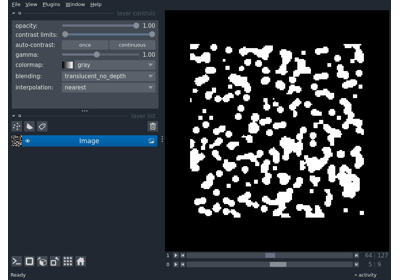 File View Plugins Window Help
layer controls
opacity: 1.00
contrast limits:
auto-contrast: once continuous
gamma: 1.00
colormap: gray
blending: translucent_no_depth
interpolation: nearest
layer list
Image
1 64 127
0 5 9
Ready activity